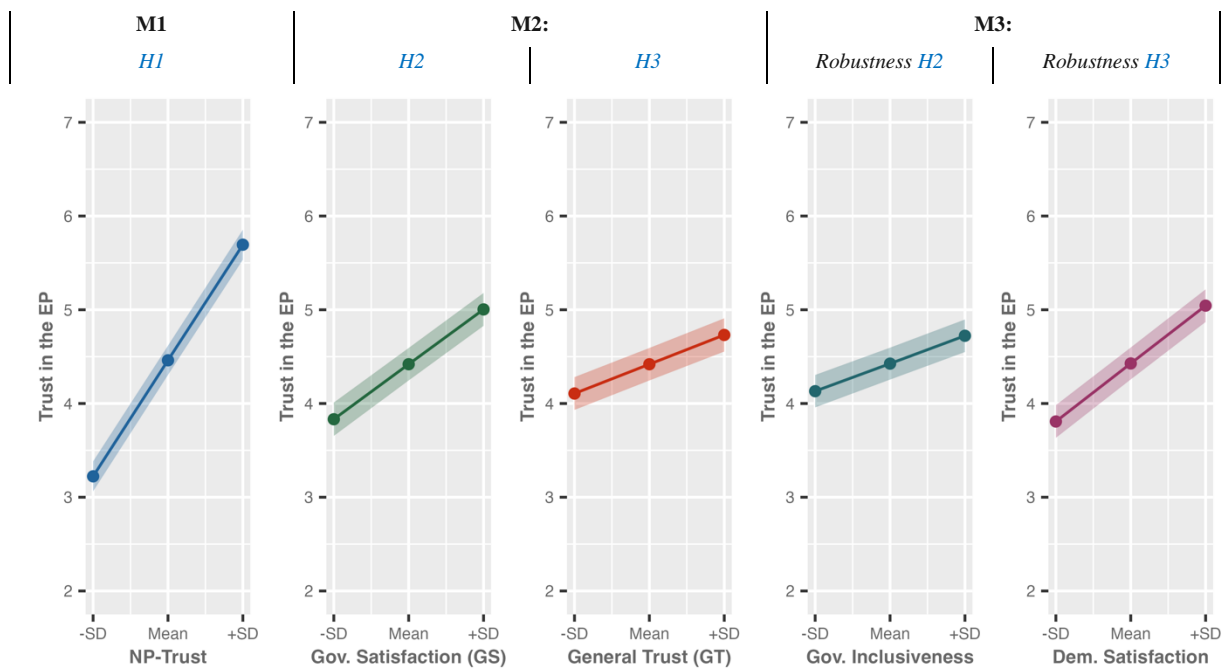 M1 M2: M3:
H1 H2 H3 Robustness H2 Robustness H3
7 7 7 7 7
6 6 6 6 6
5 5 5 5 5
4 4 4 4 4
3 3 3 3 3
2 2 2 2 2
Trust in the EP Trust in the EP Trust in the EP Trust in the EP Trust in the EP
-SD Mean +SD -SD Mean +SD -SD Mean +SD -SD Mean +SD -SD Mean +SD
NP-Trust Gov. Satisfaction (GS) General Trust (GT) Gov. Inclusiveness Dem. Satisfaction